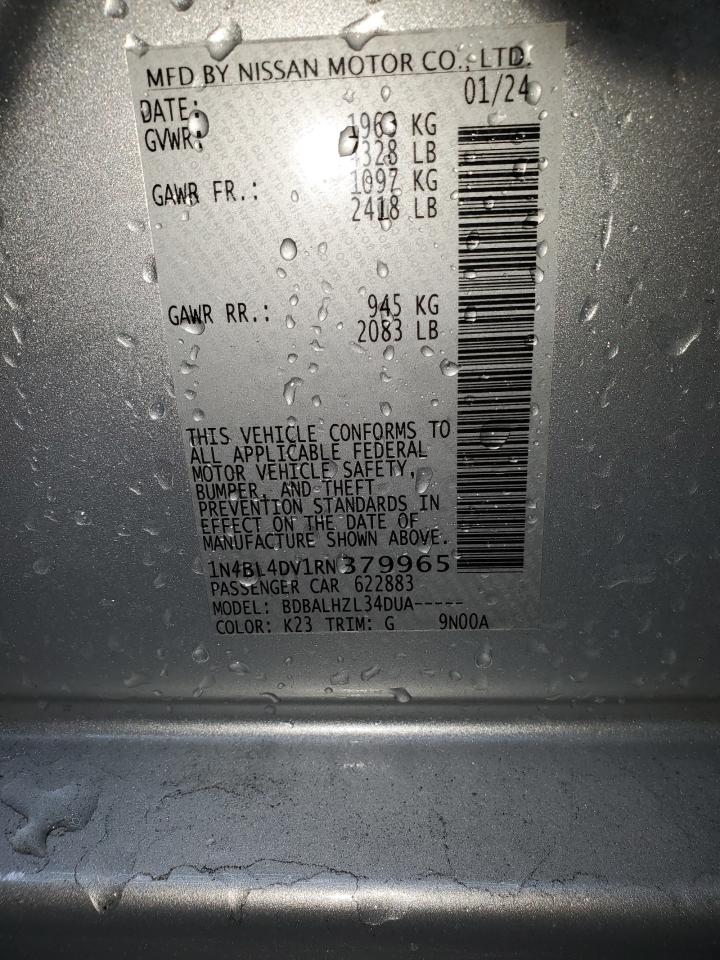 MFD BY NISSAN MOTOR CO., LTD.
DATE: 01/24
GVWR: 1963 KG
4328 LB
GAWR FR.: 1097 KG
2418 LB
GAWR RR.: 945 KG
2083 LB
THIS VEHICLE CONFORMS TO
ALL APPLICABLE FEDERAL
MOTOR VEHICLE SAFETY,
BUMPER, AND THEFT
PREVENTION STANDARDS IN
EFFECT ON THE DATE OF
MANUFACTURE SHOWN ABOVE.
1N4BL4DV1RN379965
PASSENGER CAR 622883
MODEL: BDBALHZL34DUA-----
COLOR: K23 TRIM: G 9N00A